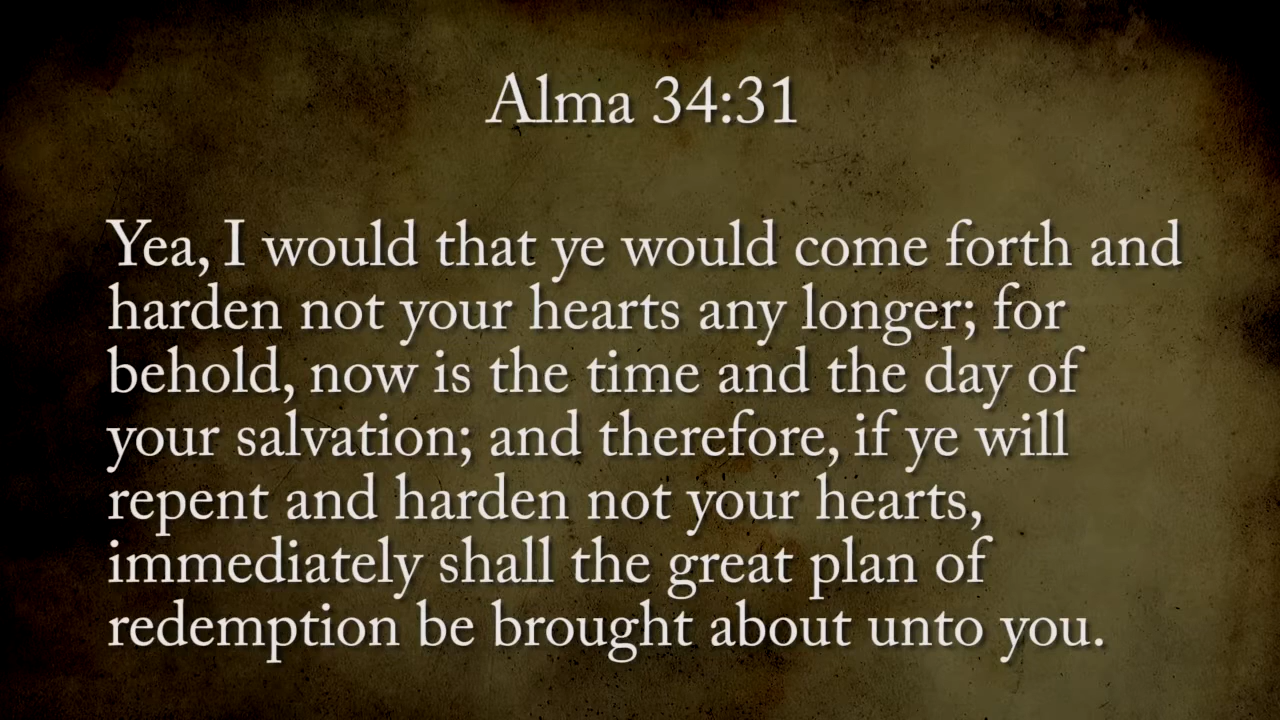 Alma 34:31
Yea, I would that ye would come forth and
harden not your hearts any longer; for
behold, now is the time and the day of
your salvation; and therefore, if ye will
repent and harden not your hearts,
immediately shall the great plan of
redemption be brought about unto you.